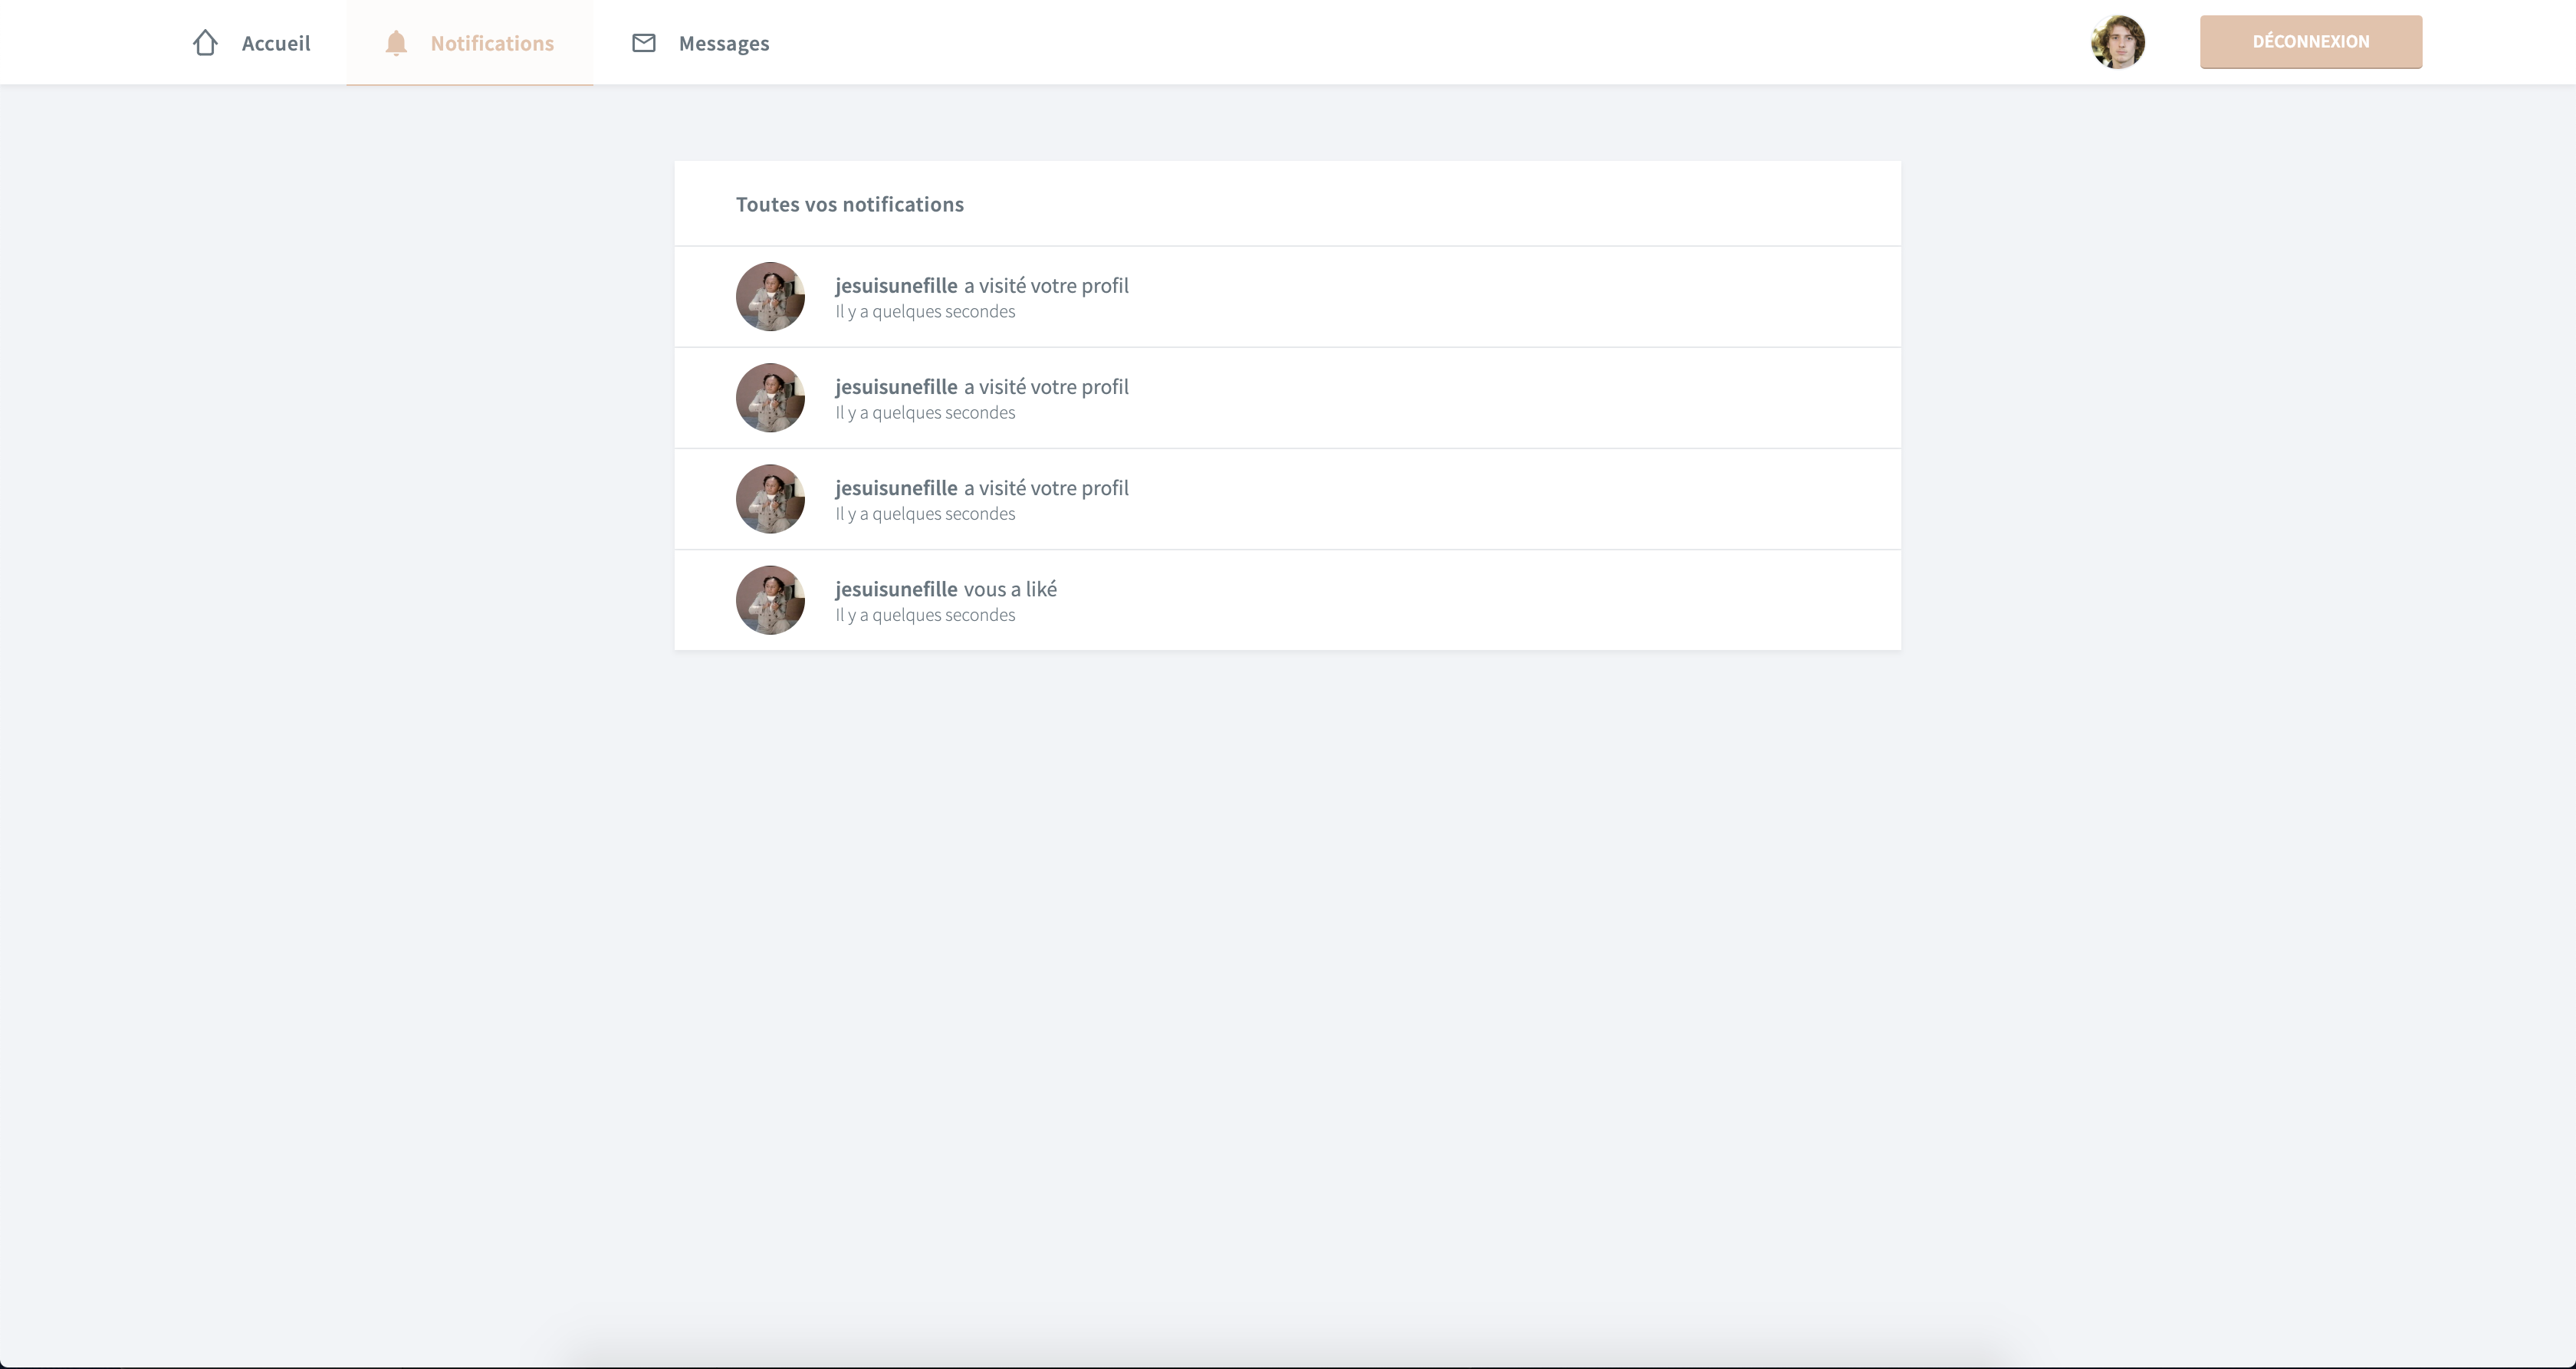 Accueil
Notifications
Messages
DÉCONNEXION
Toutes vos notifications
jesuisunefille a visité votre profil
Il y a quelques secondes
jesuisunefille a visité votre profil
Il y a quelques secondes
jesuisunefille a visité votre profil
Il y a quelques secondes
jesuisunefille vous a liké
Il y a quelques secondes